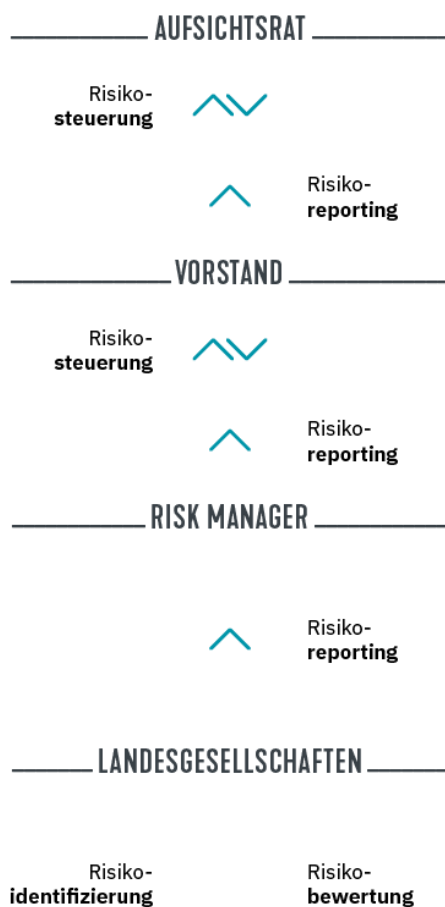 AUFSICHTSRAT
Risiko-
steuerung
Risiko-
reporting
VORSTAND
Risiko-
steuerung
Risiko-
reporting
RISK MANAGER
Risiko-
reporting
LANDESGESELLSCHAFTEN
Risiko-
identifizierung
Risiko-
bewertung